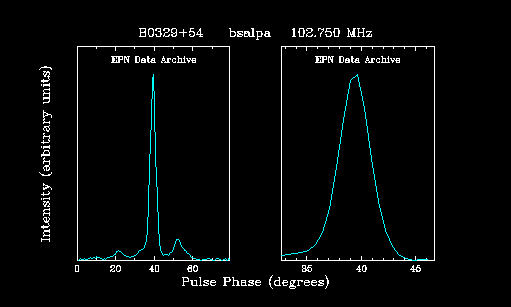 B0329+54 bsalpa 102.750 MHz
EPN Data Archive EPN Data Archive
Intensity (arbitrary units)
0 20 40 60 35 40 45
Pulse Phase (degrees)